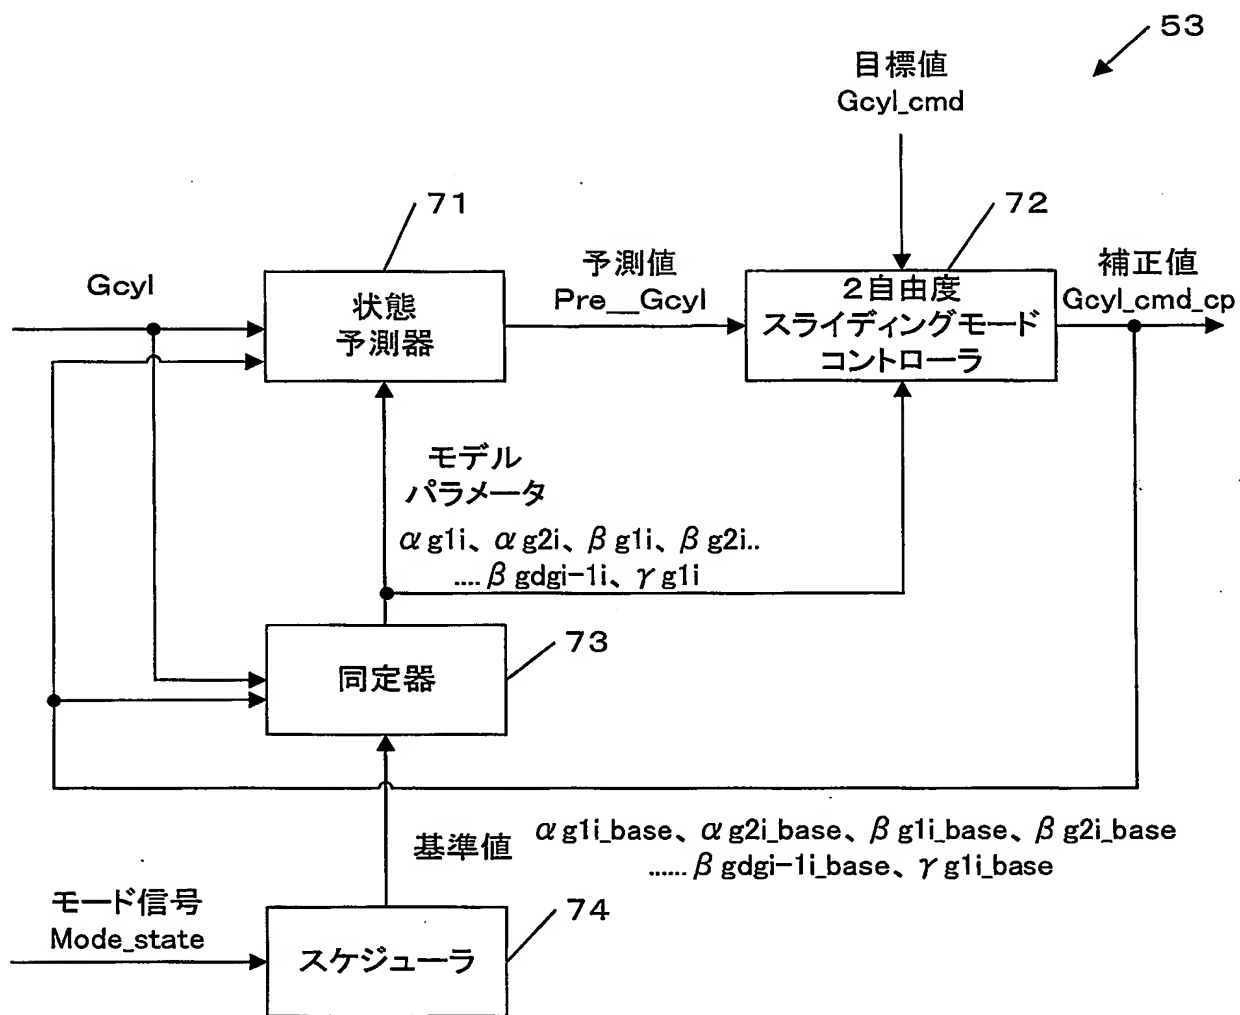 53
目標値
Gcyl_cmd
71
72
Gcyl
状態
予測器
予測値
Pre__Gcyl
2自由度
スライディングモード
コントローラ
補正値
Gcyl_cmd_cp
モデル
パラメータ
αg1i、αg2i、βg1i、βg2i..
....βgdgi-1i、γg1i
73
同定器
基準値
αg1i_base、αg2i_base、βg1i_base、βg2i_base
......βgdgi-1i_base、γg1i_base
モード信号
Mode_state
74
スケジューラ